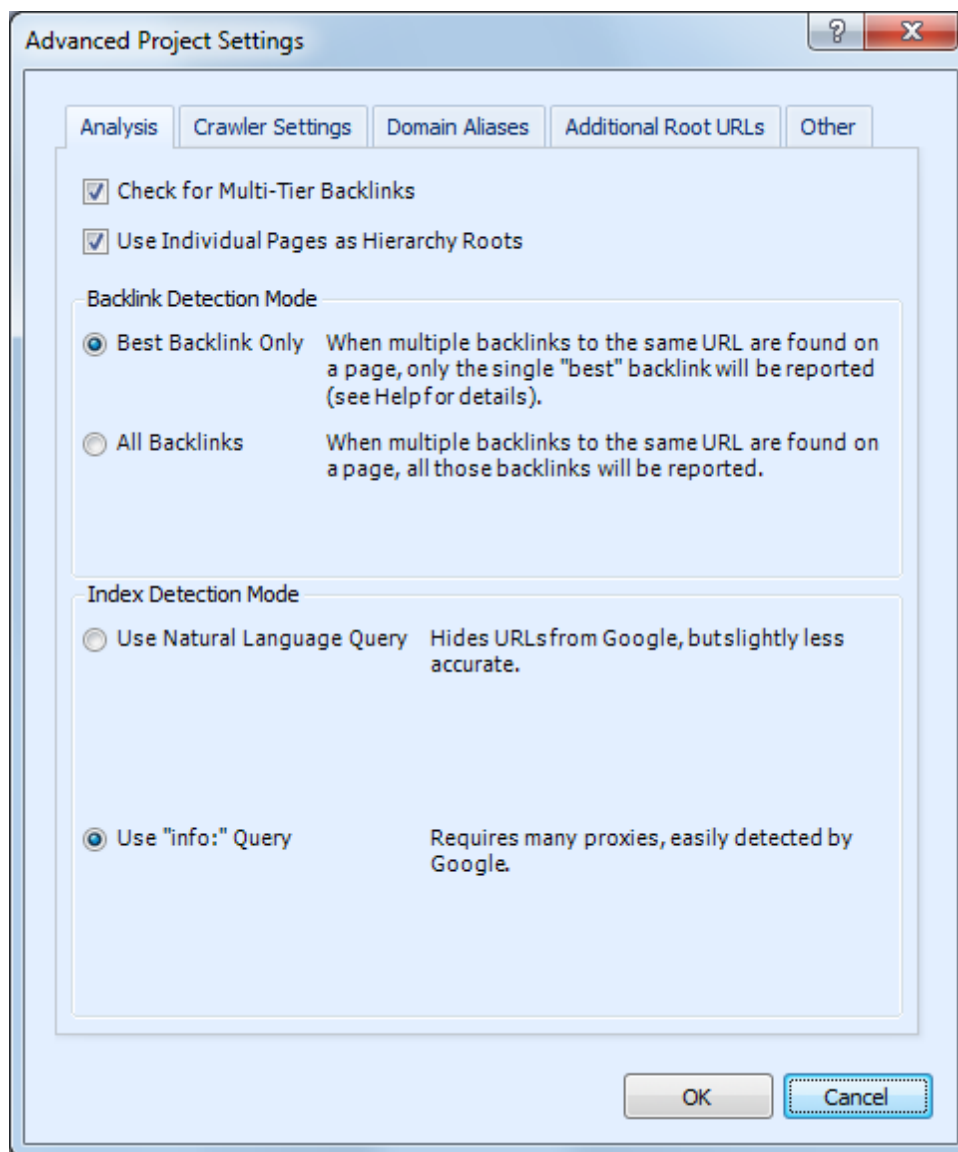 Advanced Project Settings
Analysis Crawler Settings Domain Aliases Additional Root URLs Other
Check for Multi-Tier Backlinks
Use Individual Pages as Hierarchy Roots
Backlink Detection Mode
Best Backlink Only When multiple backlinks to the same URL are found on
a page, only the single "best" backlink will be reported
(see Help for details).
All Backlinks When multiple backlinks to the same URL are found on
a page, all those backlinks will be reported.
Index Detection Mode
Use Natural Language Query Hides URLs from Google, but slightly less
accurate.
Use "info:" Query Requires many proxies, easily detected by
Google.
OK Cancel